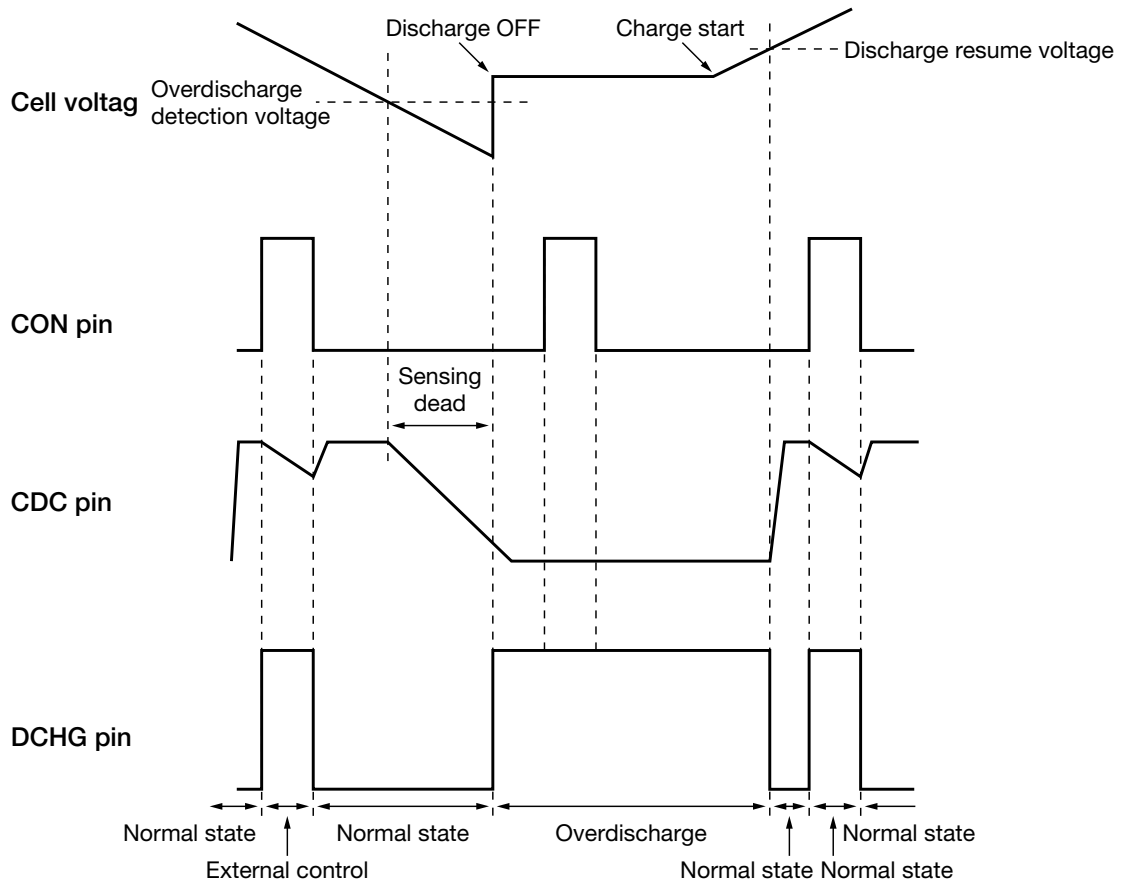 Discharge OFF
Charge start
Discharge resume voltage
Cell voltag
Overdischarge
detection voltage
CON pin
Sensing
dead
CDC pin
DCHG pin
Normal state
Normal state
Overdischarge
Normal state
External control
Normal state
Normal state